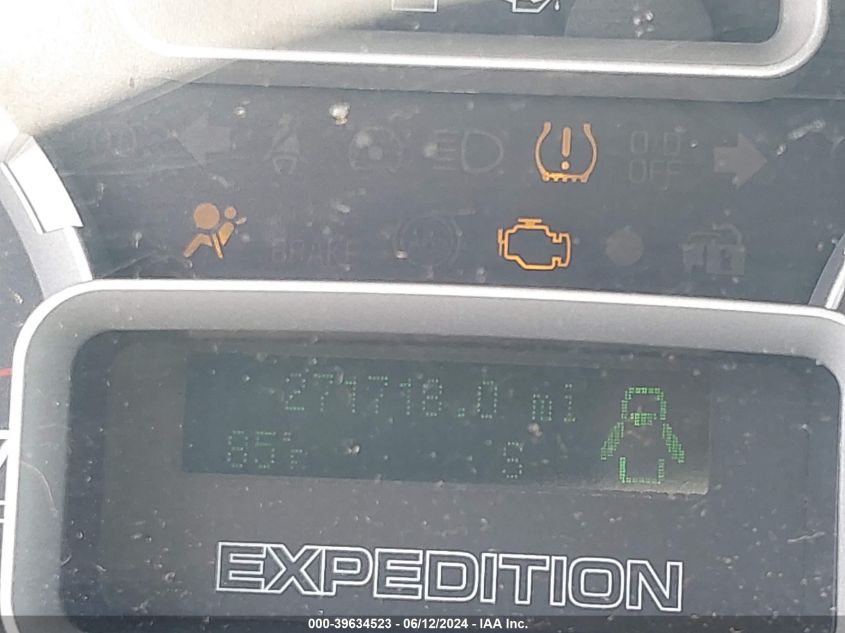 O/D
OFF
BRAKE
271718.0 mi
85°F S
EXPEDITION
000-39634523 - 06/12/2024 - IAA Inc.